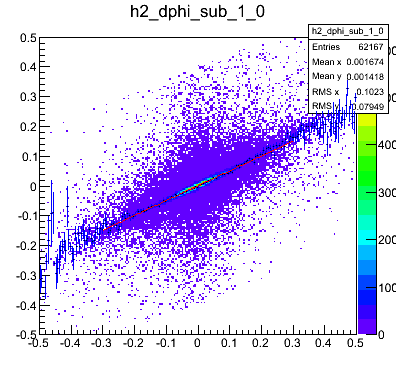 h2_dphi_sub_1_0
h2_dphi_sub_1_0
Entries 62167
Mean x 0.001674
Mean y 0.001418
RMS x 0.1023
RMS y 0.07949
0.5
0.4
0.3
0.2
0.1
0
-0.1
-0.2
-0.3
-0.4
-0.5
-0.5 -0.4 -0.3 -0.2 -0.1 0 0.1 0.2 0.3 0.4 0.5
500
400
300
200
100
0